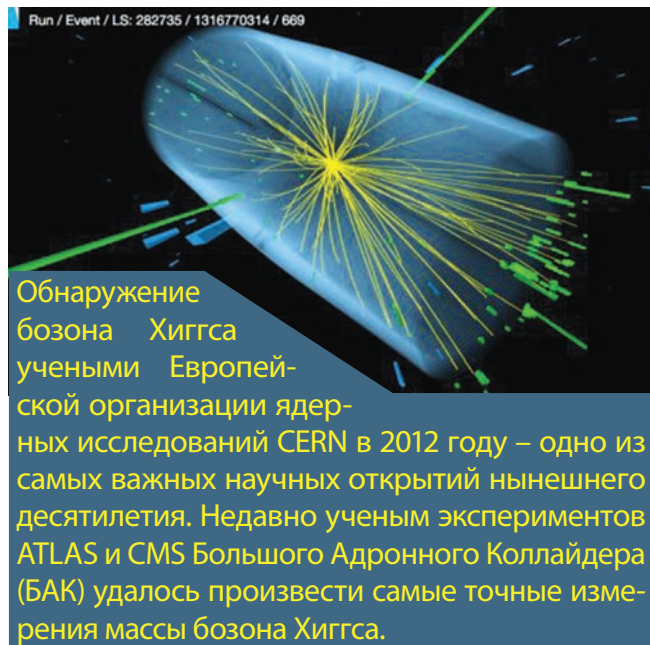 Run / Event / LS: 282735 / 1316770314 / 669
Обнаружение
бозона Хиггса
учеными Европей-
ской организации ядер-
ных исследований CERN в 2012 году – одно из
самых важных научных открытий нынешнего
десятилетия. Недавно ученым экспериментов
ATLAS и CMS Большого Адронного Коллайдера
(БАК) удалось произвести самые точные изме-
рения массы бозона Хиггса.